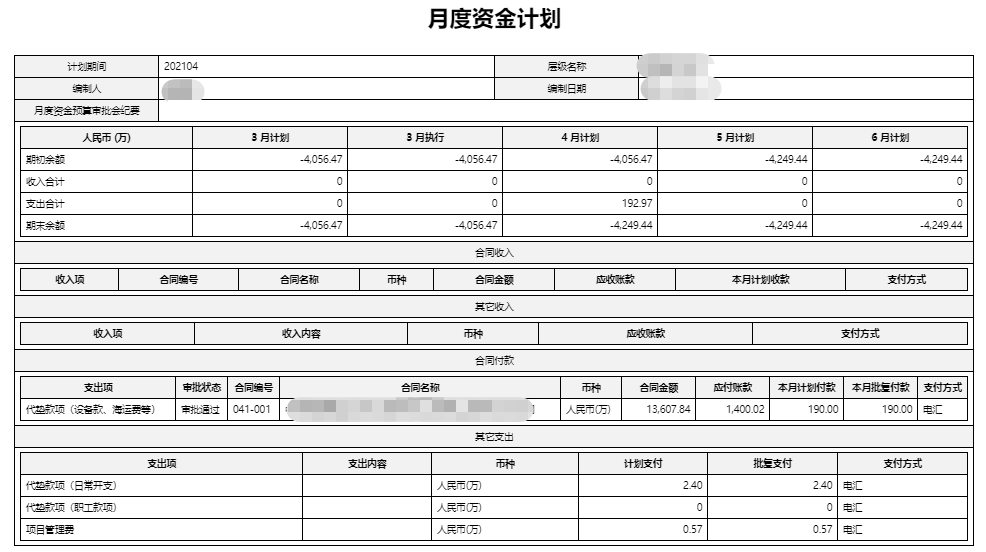 月度资金计划
计划期间 202104 层级名称
编制人 编制日期
月度资金预算审批会纪要
人民币 (万) 3 月计划 3 月执行 4 月计划 5 月计划 6 月计划
期初余额 -4,056.47 -4,056.47 -4,056.47 -4,249.44 -4,249.44
收入合计 0 0 0 0 0
支出合计 0 0 192.97 0 0
期末余额 -4,056.47 -4,056.47 -4,249.44 -4,249.44 -4,249.44
合同收入
收入项 合同编号 合同名称 币种 合同金额 应收账款 本月计划收款 支付方式
其它收入
收入项 收入内容 币种 应收账款 支付方式
合同付款
支出项 审批状态 合同编号 合同名称 币种 合同金额 应付账款 本月计划付款 本月批复付款 支付方式
代垫款项（设备款、海运费等） 审批通过 041-001 人民币(万) 13,607.84 1,400.02 190.00 190.00 电汇
其它支出
支出项 支出内容 币种 计划支付 批复支付 支付方式
代垫款项（日常开支） 人民币(万) 2.40 2.40 电汇
代垫款项（职工款项） 人民币(万) 0 0 电汇
项目管理费 人民币(万) 0.57 0.57 电汇